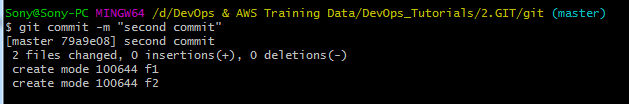 Sony@Sony-PC MINGW64 /d/DevOps & AWS Training Data/DevOps_Tutorials/2.GIT/git (master)
$ git commit -m "second commit"
[master 79a9e08] second commit
 2 files changed, 0 insertions(+), 0 deletions(-)
 create mode 100644 f1
 create mode 100644 f2